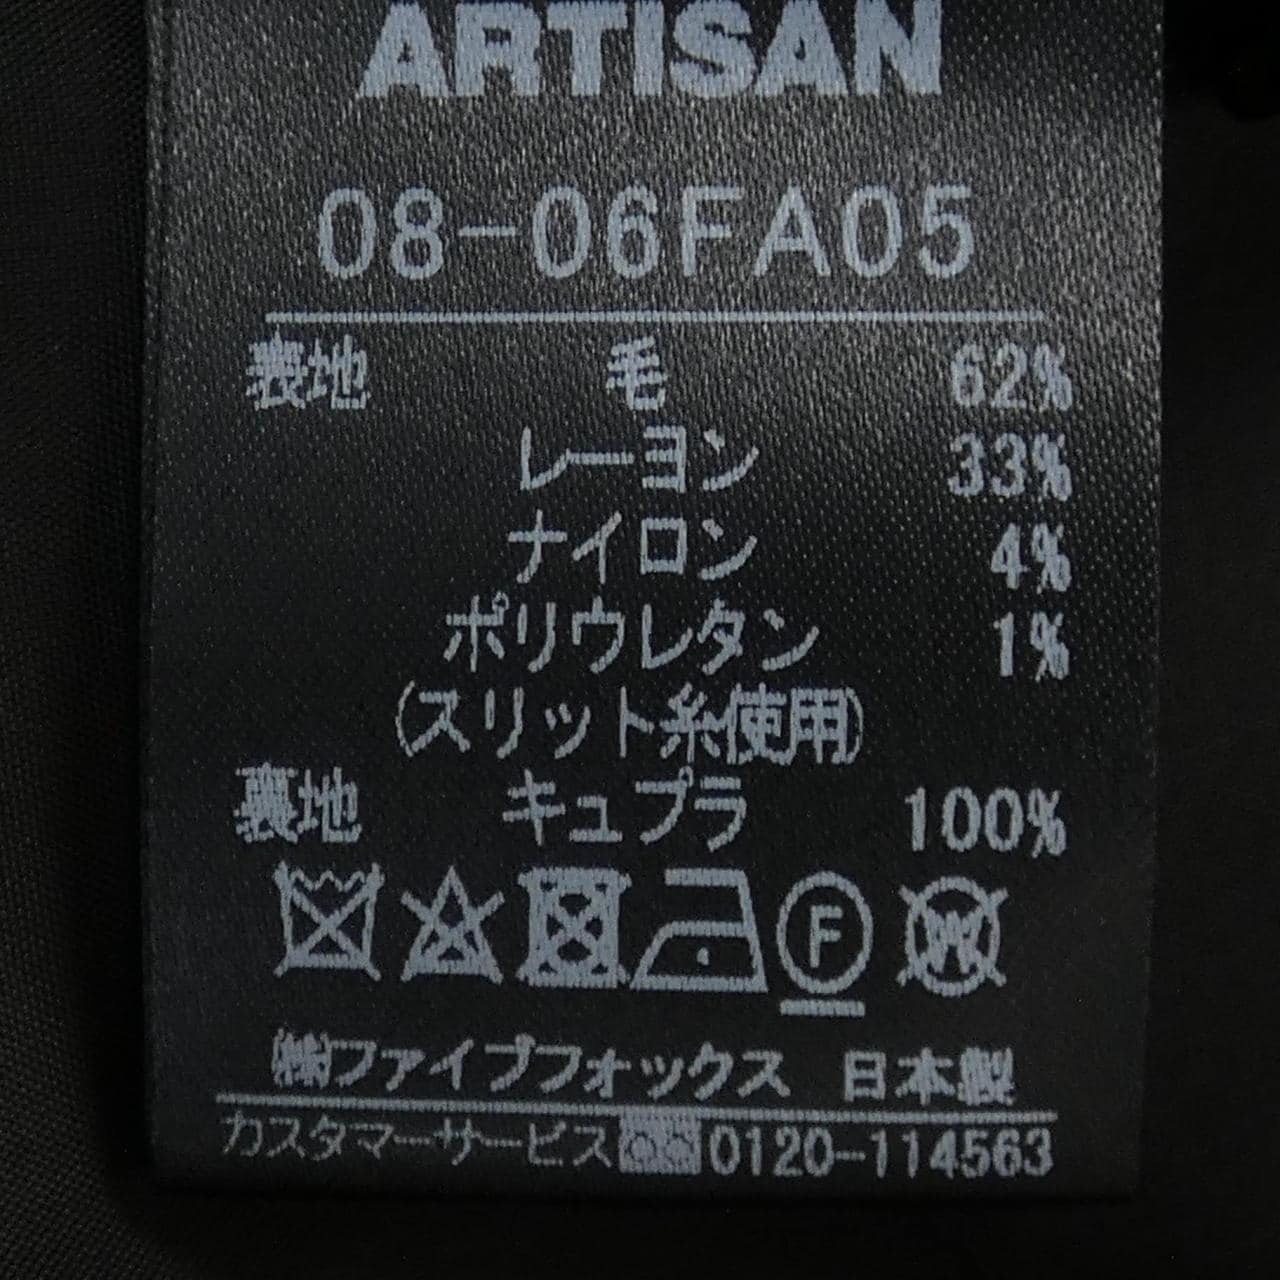 ARTISAN
08-06FA05
表地 毛 62%
レーヨン 33%
ナイロン 4%
ポリウレタン 1%
(スリット糸使用)
裏地 キュプラ 100%
F W
㈱ファイブフォックス 日本製
カスタマーサービス 0120-114563